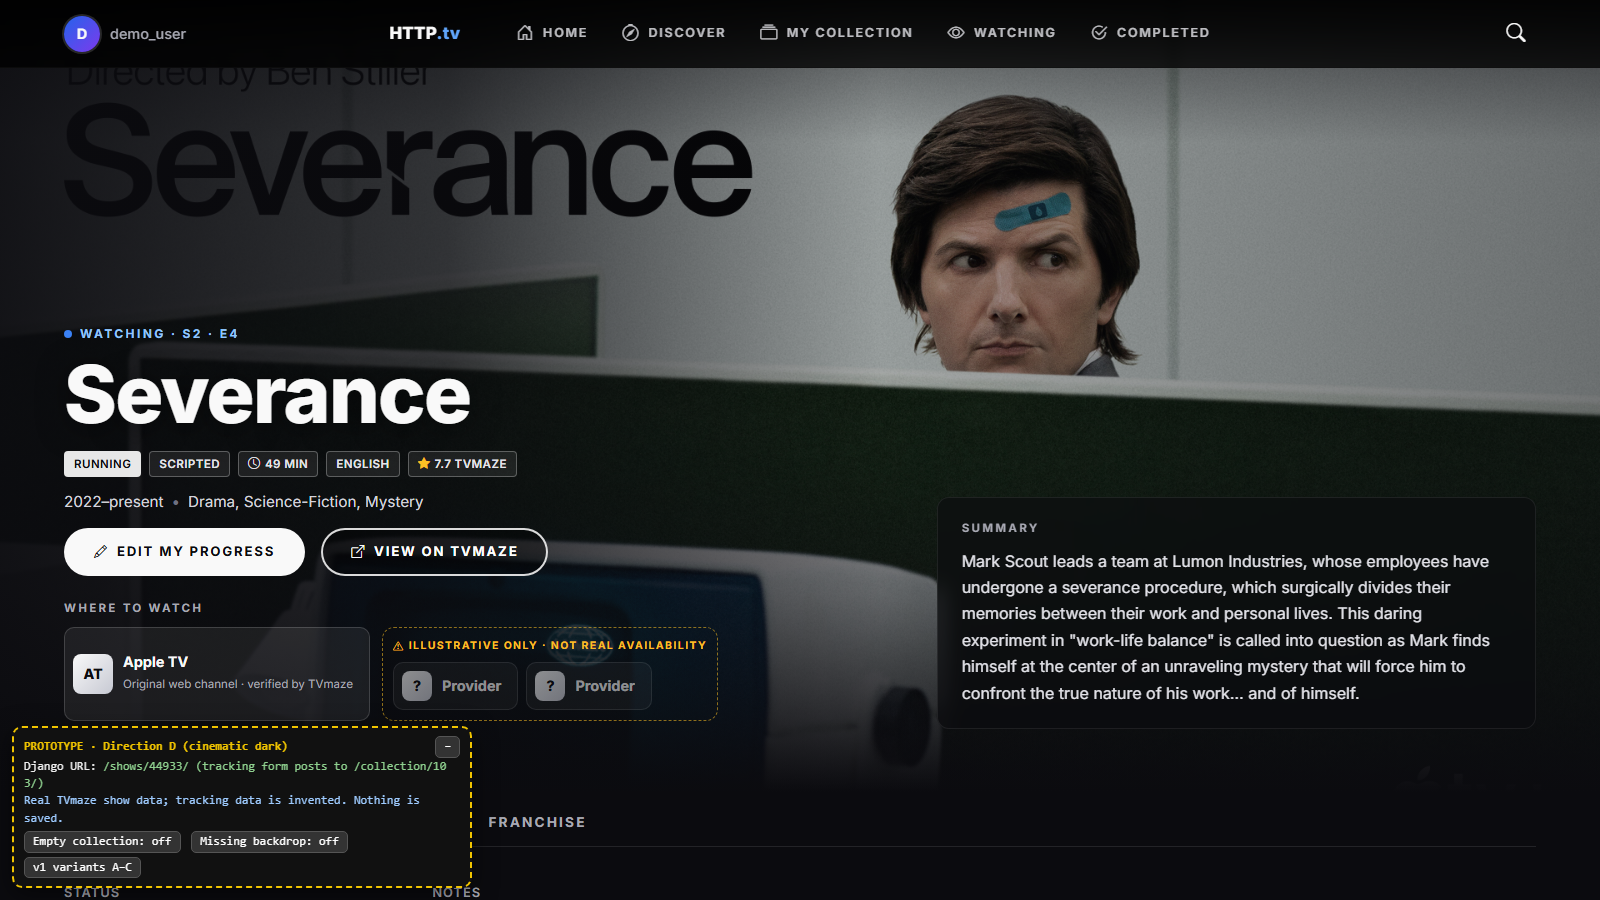 D demo_user
HTTP.tv
HOME
DISCOVER
MY COLLECTION
WATCHING
COMPLETED
Directed by Ben Stiller
Severance
WATCHING · S2 · E4
Severance
RUNNING
SCRIPTED
49 MIN
ENGLISH
7.7 TVMAZE
2022–present • Drama, Science-Fiction, Mystery
EDIT MY PROGRESS
VIEW ON TVMAZE
WHERE TO WATCH
AT
Apple TV
Original web channel · verified by TVmaze
⚠ ILLUSTRATIVE ONLY · NOT REAL AVAILABILITY
? Provider
? Provider
SUMMARY
Mark Scout leads a team at Lumon Industries, whose employees have
undergone a severance procedure, which surgically divides their
memories between their work and personal lives. This daring
experiment in "work-life balance" is called into question as Mark finds
himself at the center of an unraveling mystery that will force him to
confront the true nature of his work... and of himself.
PROTOTYPE · Direction D (cinematic dark)
–
Django URL: /shows/44933/ (tracking form posts to /collection/10
3/)
Real TVmaze show data; tracking data is invented. Nothing is
saved.
Empty collection: off
Missing backdrop: off
v1 variants A–C
FRANCHISE
STATUS
NOTES